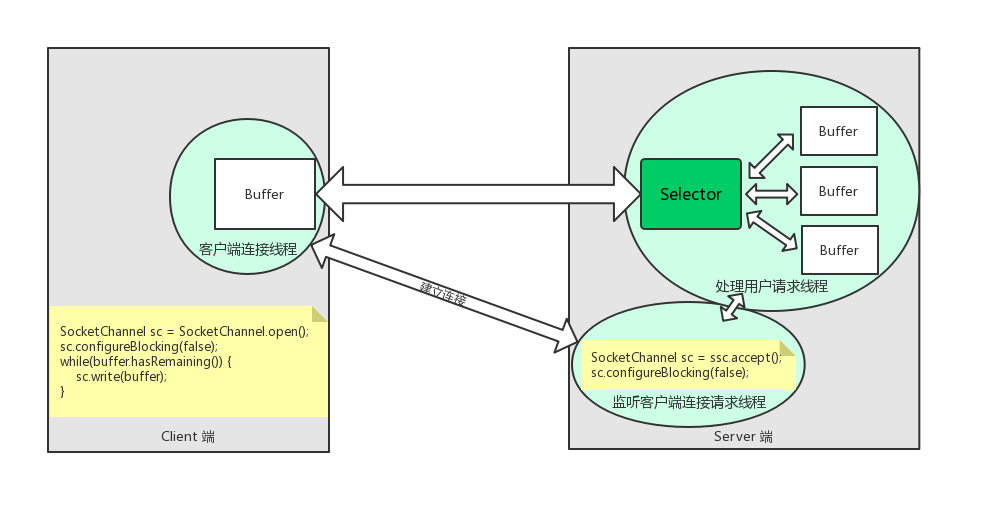 Buffer
客户端连接线程
SocketChannel sc = SocketChannel.open();
sc.configureBlocking(false);
while(buffer.hasRemaining()) {
sc.write(buffer);
}
Client 端
建立连接
Selector
Buffer
Buffer
Buffer
处理用户请求线程
SocketChannel sc = ssc.accept();
sc.configureBlocking(false);
监听客户端连接请求线程
Server 端